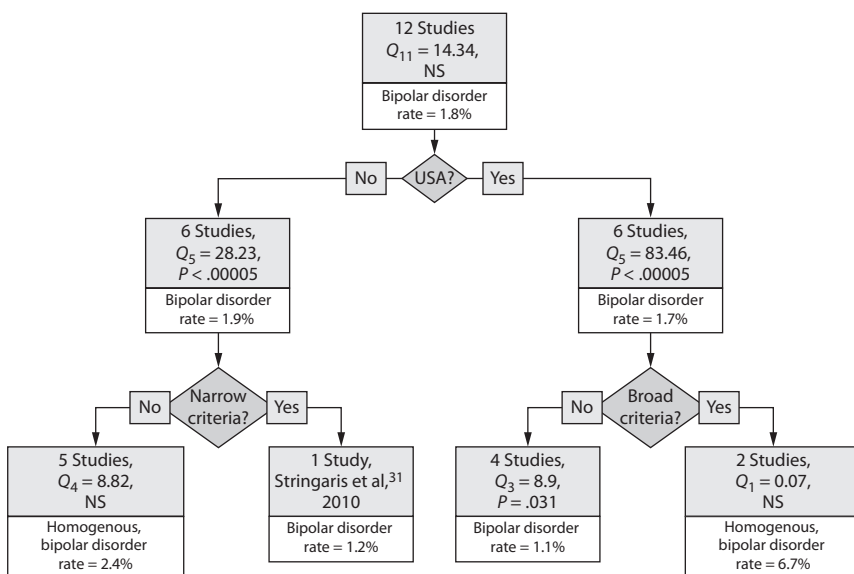 12 Studies
Q11 = 14.34,
NS
Bipolar disorder
rate = 1.8%
No
USA?
Yes
6 Studies,
Q5 = 28.23,
P < .00005
Bipolar disorder
rate = 1.9%
6 Studies,
Q5 = 83.46,
P < .00005
Bipolar disorder
rate = 1.7%
No
Narrow
criteria?
Yes
No
Broad
criteria?
Yes
5 Studies,
Q4 = 8.82,
NS
Homogenous,
bipolar disorder
rate = 2.4%
1 Study,
Stringaris et al,31
2010
Bipolar disorder
rate = 1.2%
4 Studies,
Q3 = 8.9,
P = .031
Bipolar disorder
rate = 1.1%
2 Studies,
Q1 = 0.07,
NS
Homogenous,
bipolar disorder
rate = 6.7%